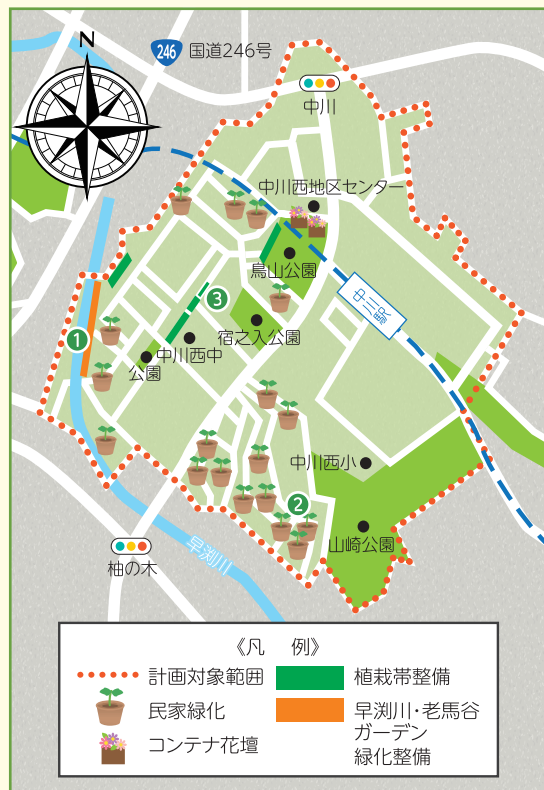 N
246 国道246号
中川
中川西地区センター
烏山公園
中川駅
③
宿之入公園
①
中川西中
公園
中川西小
②
山崎公園
早渕川
柚の木
《凡 例》
計画対象範囲
民家緑化
コンテナ花壇
植栽帯整備
早渕川・老馬谷
ガーデン
緑化整備